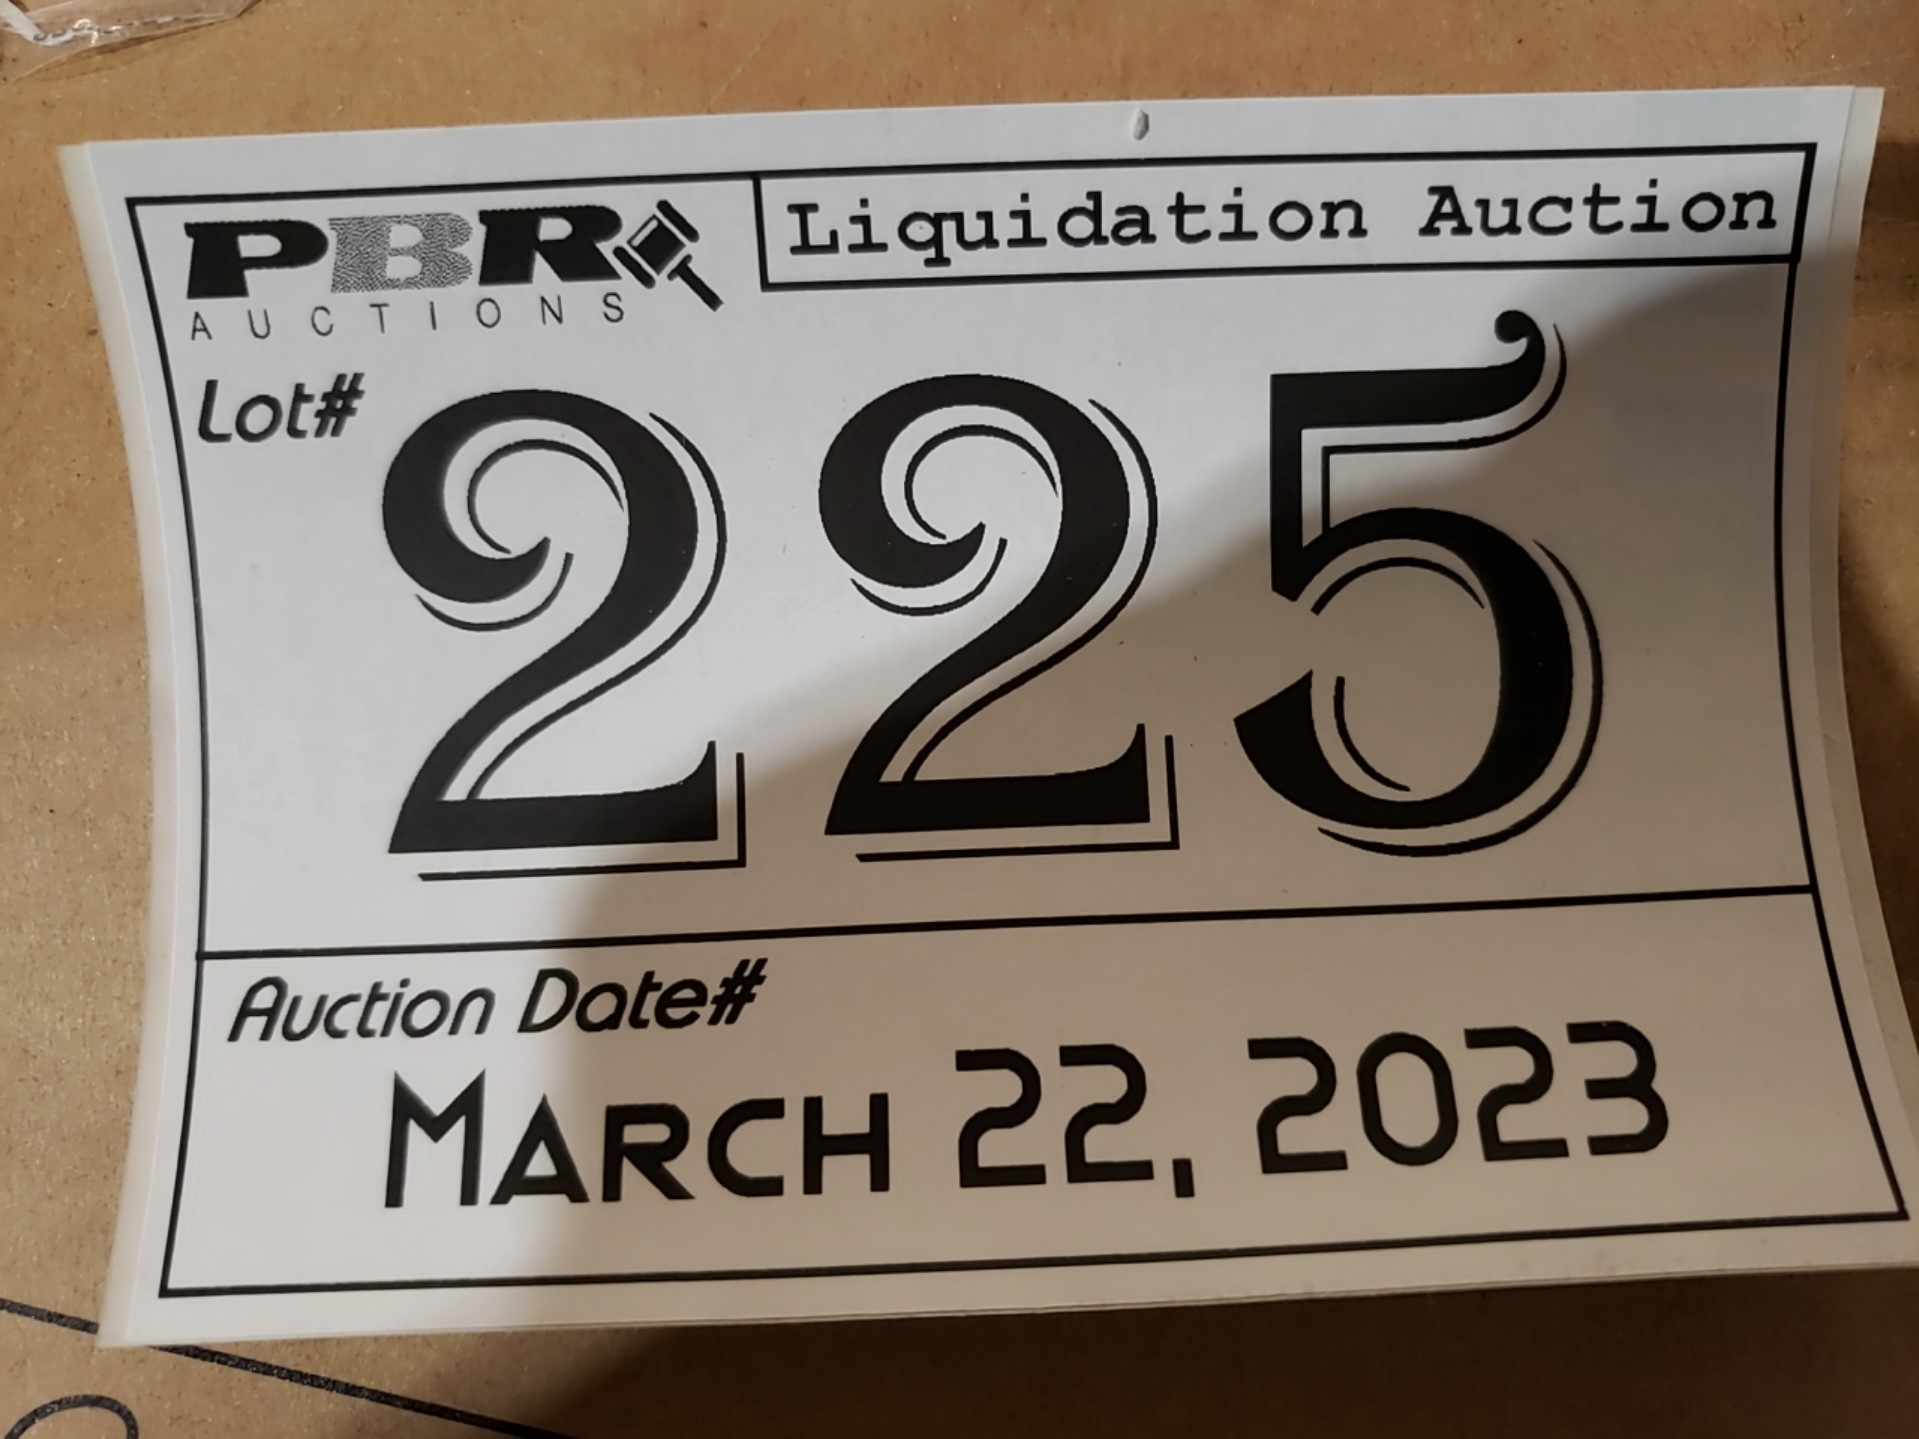 PBR
AUCTIONS
Liquidation Auction
Lot#
225
Auction Date#
MARCH 22, 2023